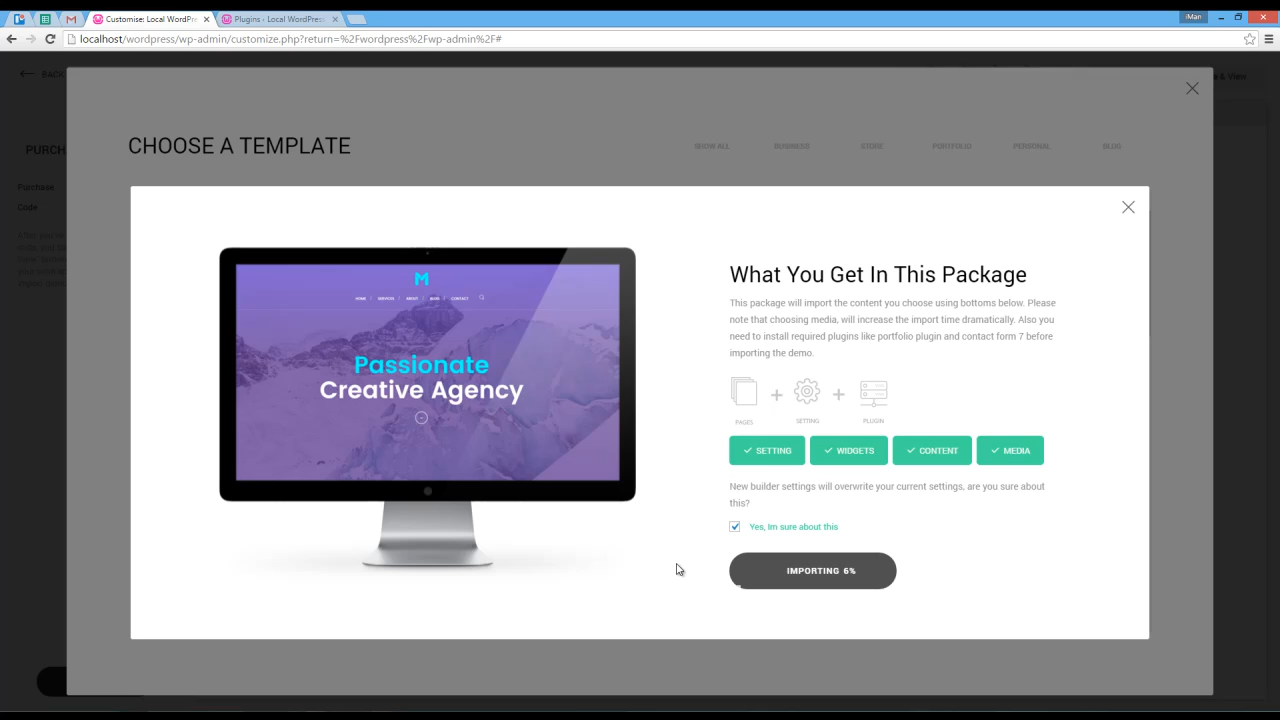 iMan
Customise: Local WordPre
Plugins ‹ Local WordPress
localhost/wordpress/wp-admin/customize.php?return=%2Fwordpress%2Fwp-admin%2F#
BACK
& View
CHOOSE A TEMPLATE
SHOW ALL
BUSINESS
STORE
PORTFOLIO
PERSONAL
BLOG
PURCH
Purchase
Code
M
HOME / SERVICES / ABOUT / BLOG / CONTACT
Passionate
Creative Agency
What You Get In This Package
This package will import the content you choose using bottoms below. Please
note that choosing media, will increase the import time dramatically. Also you
need to install required plugins like portfolio plugin and contact form 7 before
importing the demo.
PAGES
SETTING
PLUGIN
SETTING
WIDGETS
CONTENT
MEDIA
New builder settings will overwrite your current settings, are you sure about
this?
Yes, Im sure about this
IMPORTING 6%